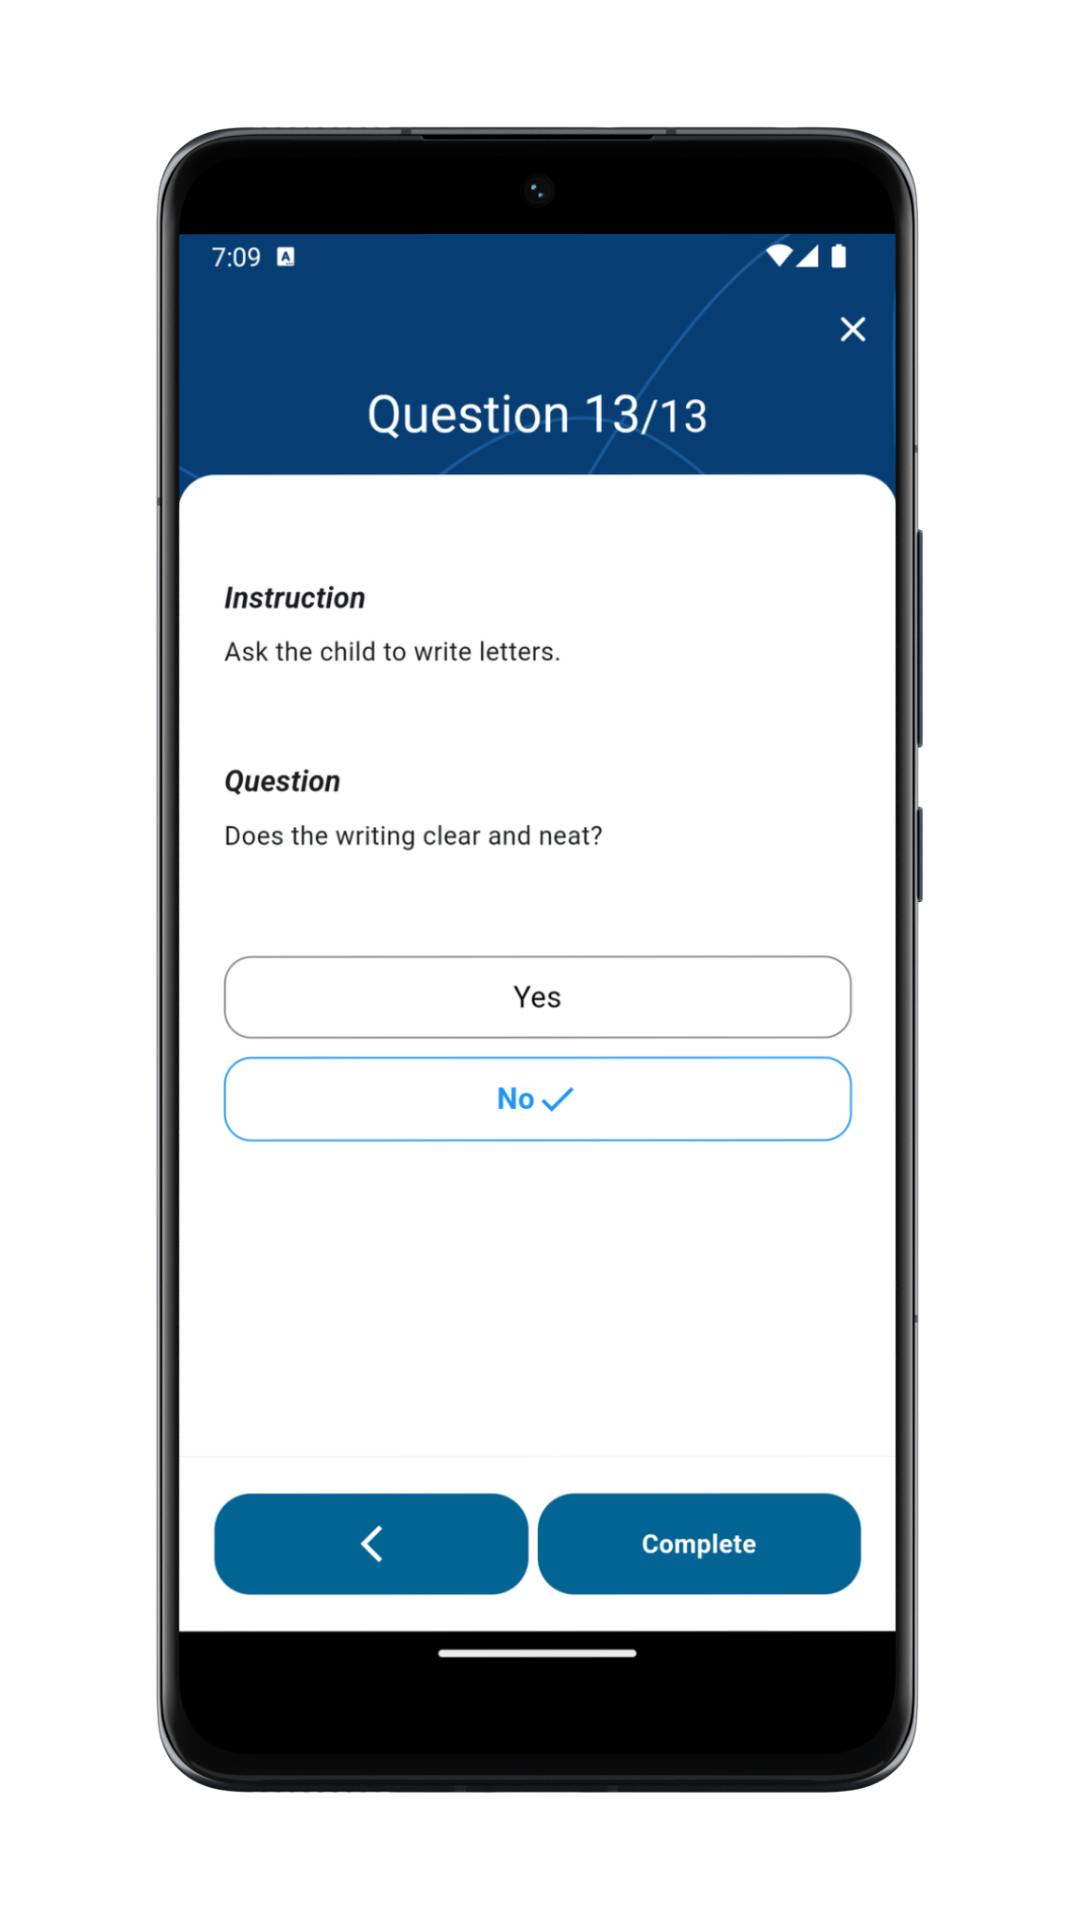 7:09
Question 13/13
Instruction
Ask the child to write letters.
Question
Does the writing clear and neat?
Yes
No
Complete